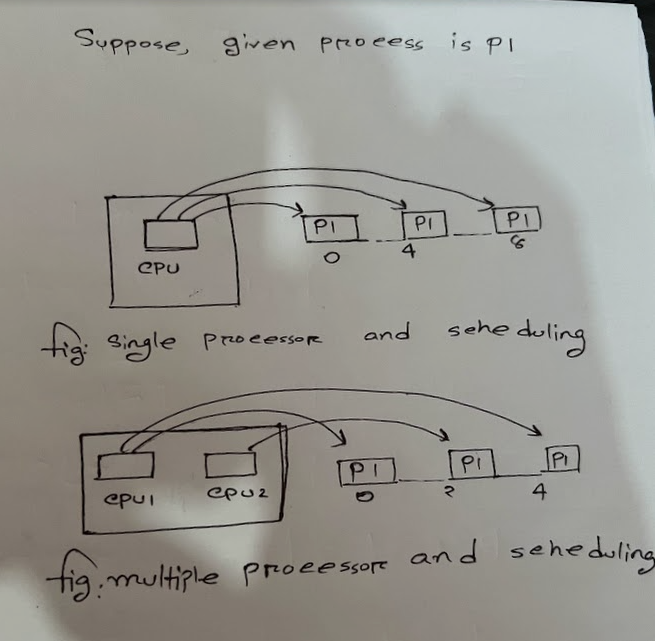 Suppose, given process is P1
P1 P1 P1
CPU 0 4 8
fig: single processor and scheduling
P1 P1 P1
CPU1 CPU2 0 2 4
fig: multiple processor and scheduling